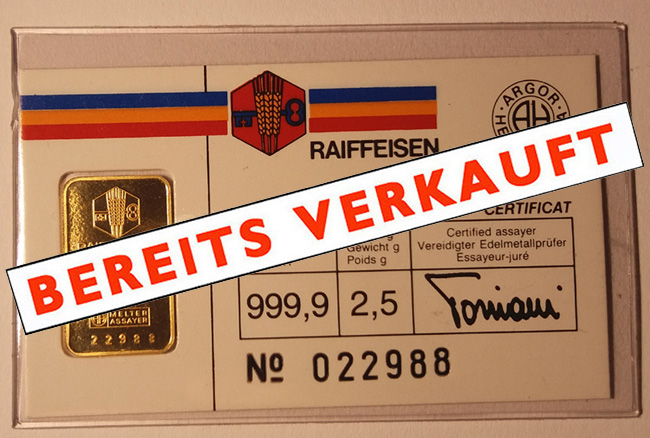 ARGOR
AH
RAIFFEISEN
BEREITS VERKAUFT
CERTIFICAT
Gewicht g
Poids g
Certified assayer
Vereidigter Edelmetallprüfer
Essayeur-juré
999,9 2,5
Nº 022988
MELTER
ASSAYER
22988